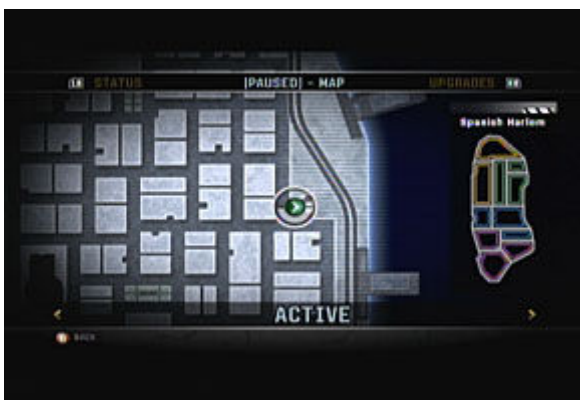 LB STATUS [PAUSED] - MAP UPGRADES RB
Spanish Harlem
ACTIVE
B BACK